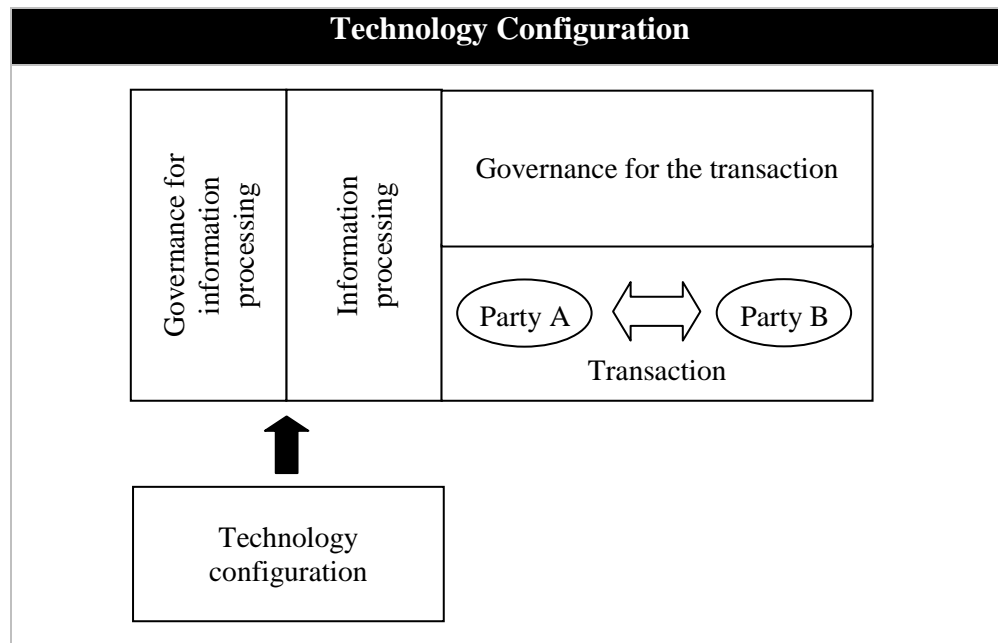 Technology Configuration
Governance for
information
processing
Information
processing
Governance for the transaction
Party A
Party B
Transaction
Technology
configuration